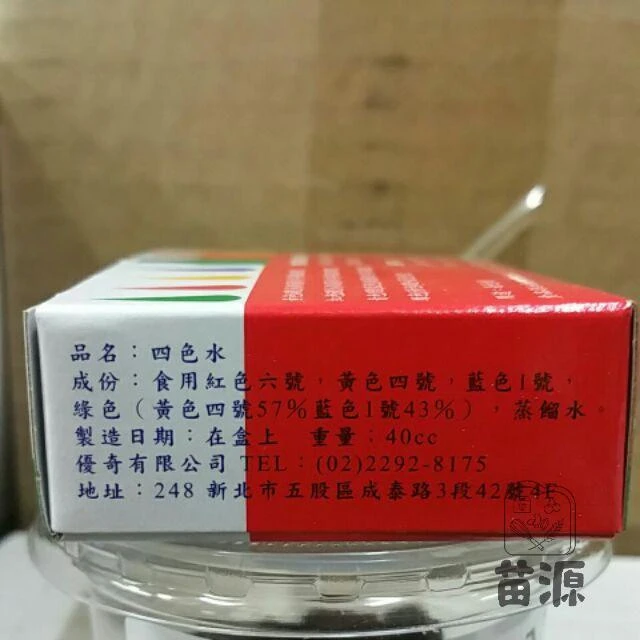 品名：四色水
成份：食用紅色六號，黃色四號，藍色1號，
綠色（黃色四號57%藍色1號43%），蒸餾水。
製造日期：在盒上　重量：40cc
優奇有限公司 TEL：(02)2292-8175
地址：248 新北市五股區成泰路3段42號4F
苗源